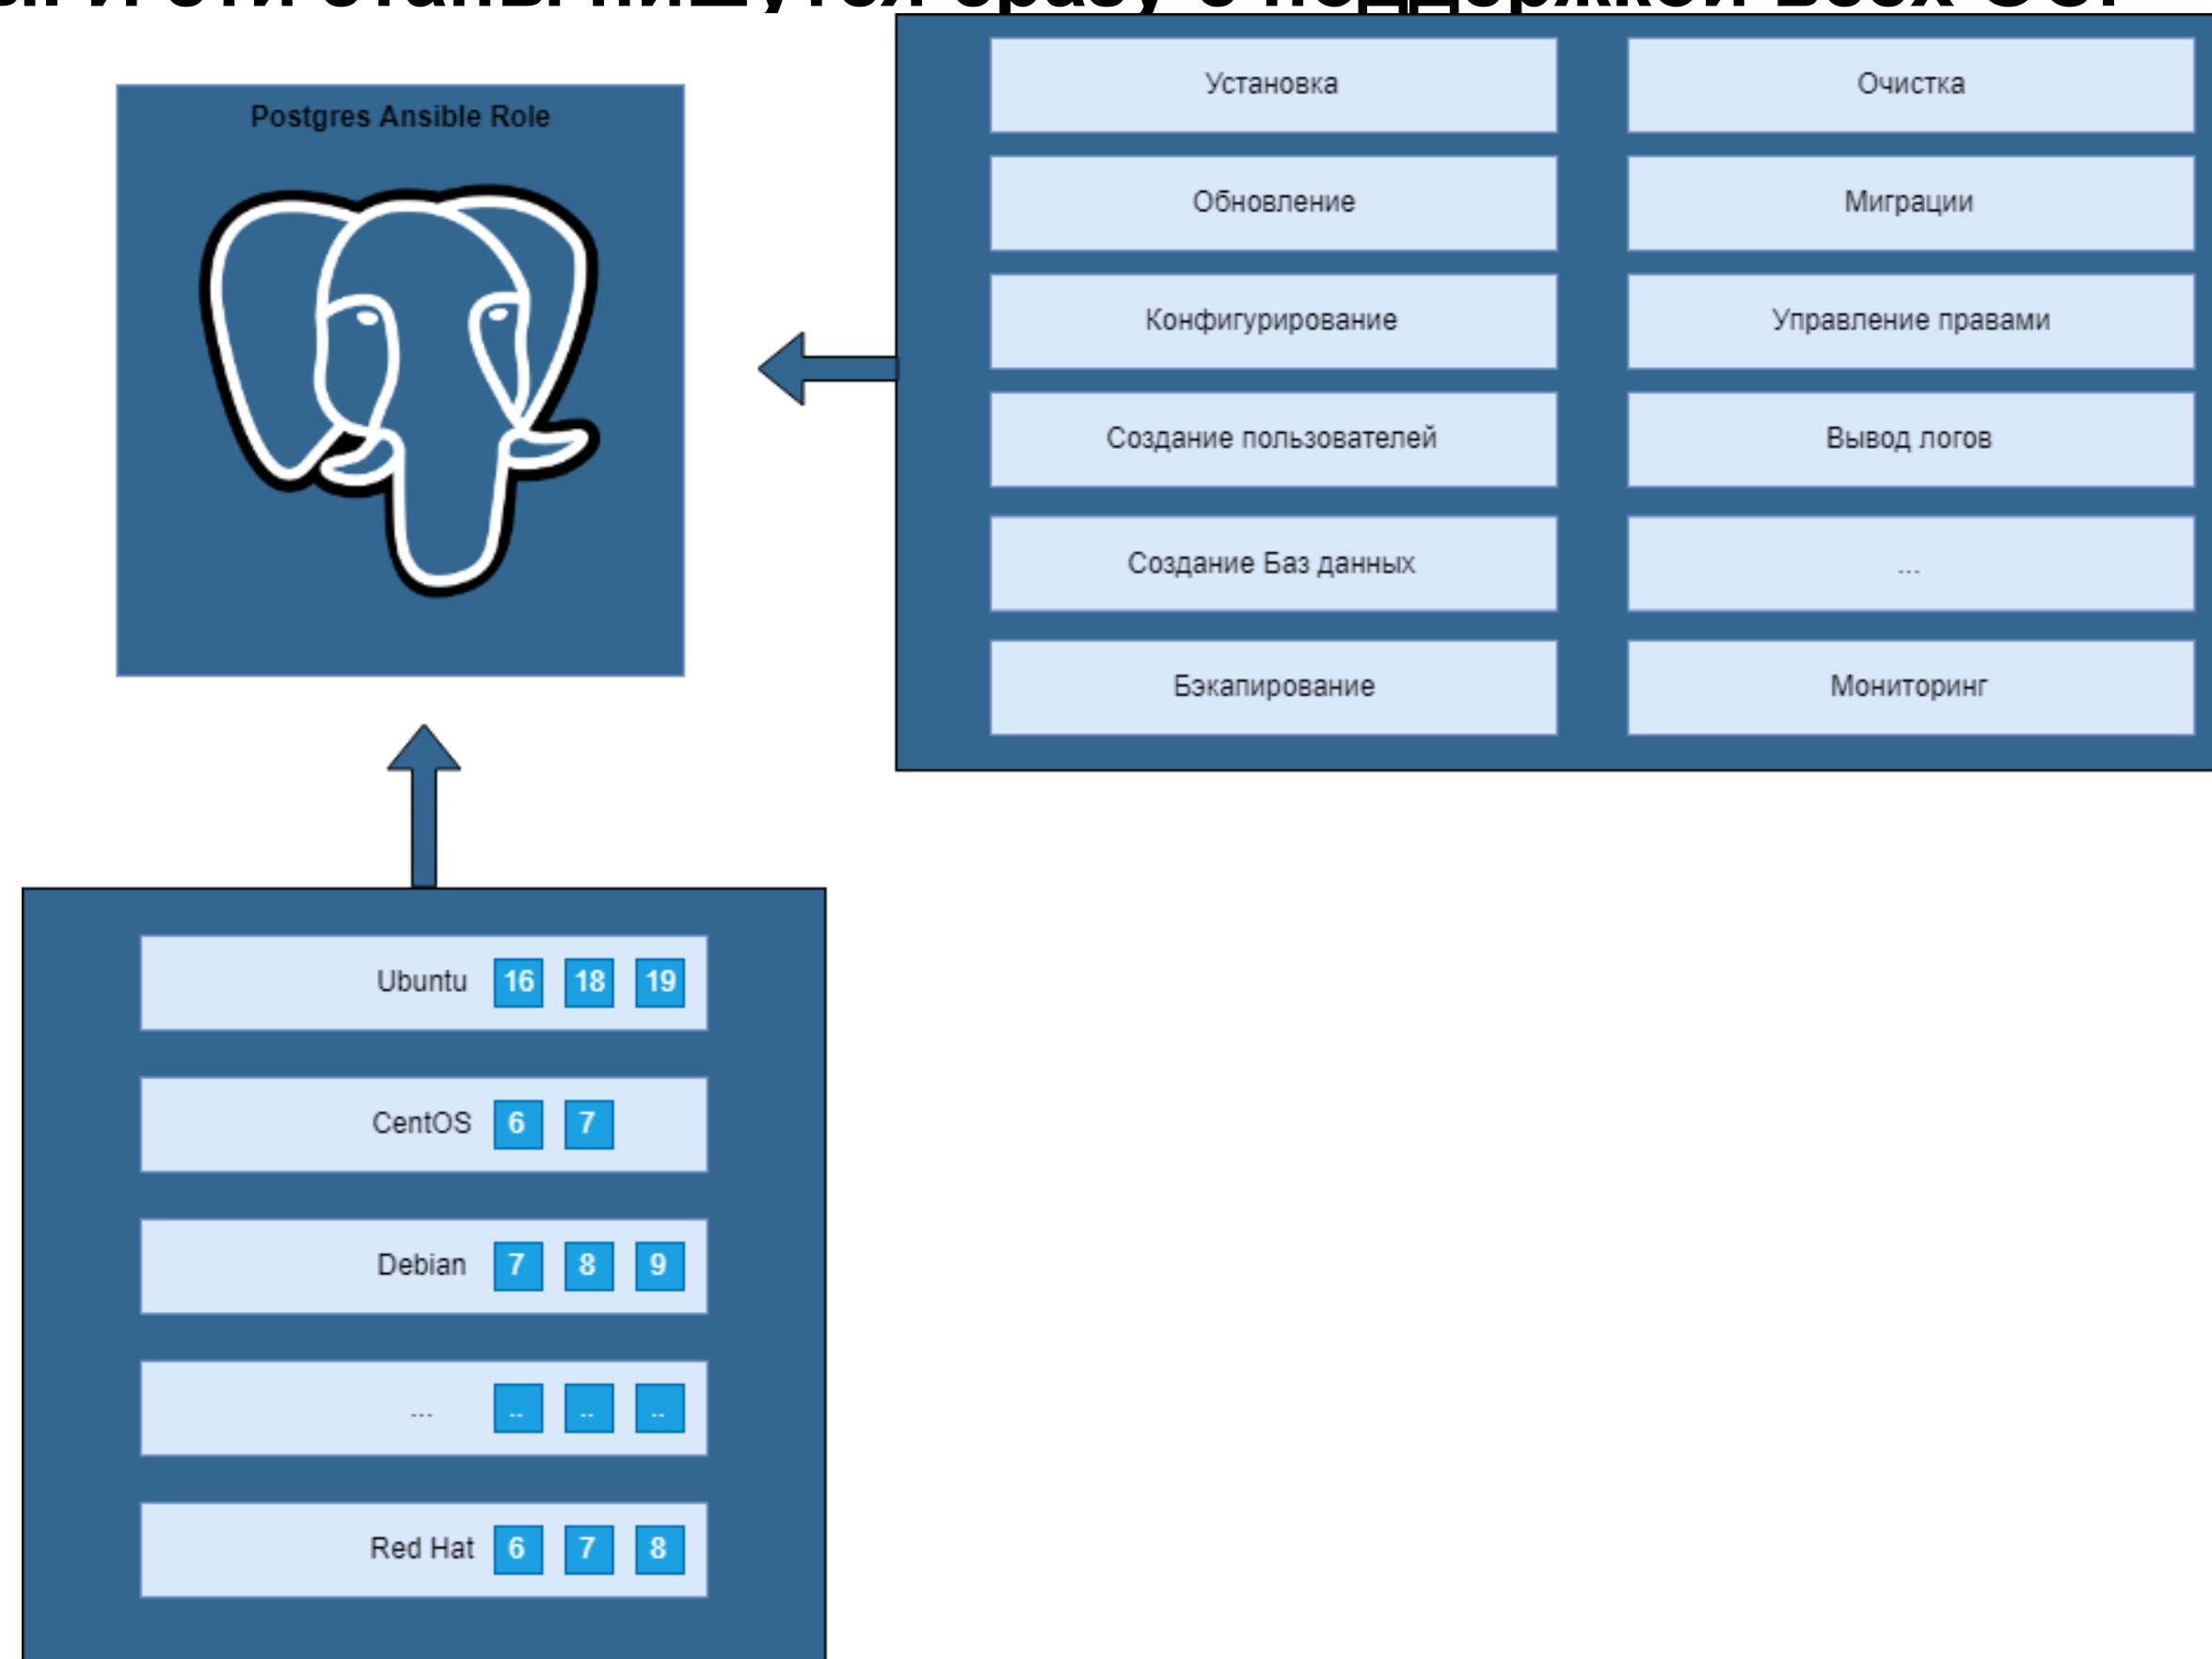 Postgres Ansible Role
Установка
Очистка
Обновление
Миграции
Конфигурирование
Управление правами
Создание пользователей
Вывод логов
Создание Баз данных
...
Бэкапирование
Мониторинг
Ubuntu 16 18 19
CentOS 6 7
Debian 7 8 9
... .. .. ..
Red Hat 6 7 8